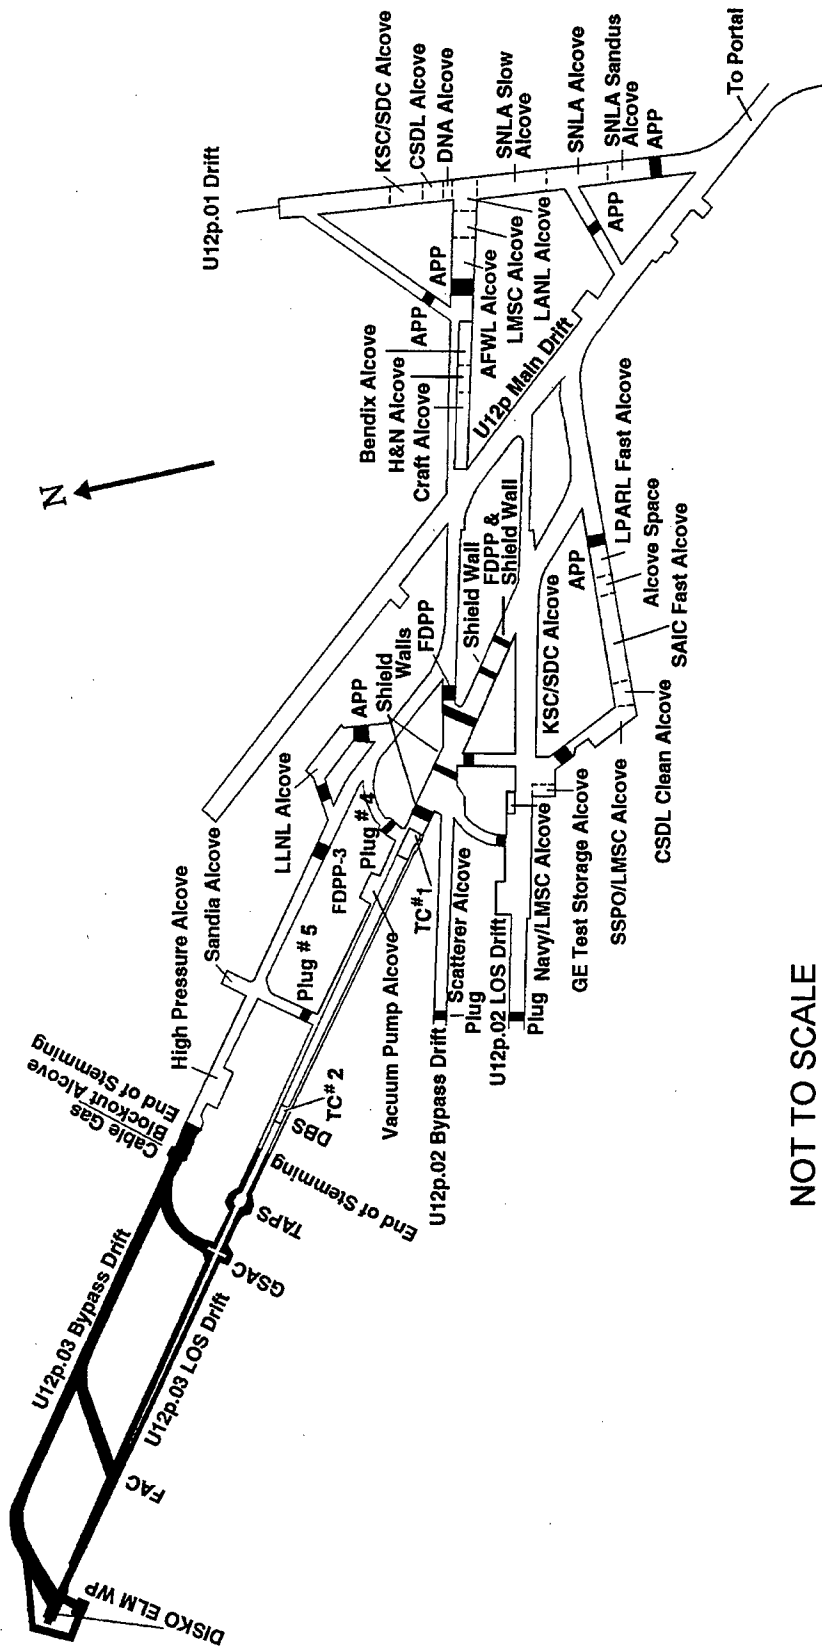 U12p.01 Drift
KSC/SDC Alcove
CSDL Alcove
DNA Alcove
SNLA Slow
Alcove
SNLA Alcove
SNLA Sandus
Alcove
APP
To Portal
APP
APP
APP
AFWL Alcove
LMSC Alcove
LANL Alcove
Bendix Alcove
H&N Alcove
Craft Alcove
U12p Main Drift
N
Shield Wall
FDPP &
Shield Wall
LPARL Fast Alcove
Alcove Space
SAIC Fast Alcove
APP
KSC/SDC Alcove
CSDL Clean Alcove
SSPO/LMSC Alcove
GE Test Storage Alcove
Navy/LMSC Alcove
FDPP
Shield
Walls
APP
LLNL Alcove
Plug # 4
FDPP-3
Sandia Alcove
High Pressure Alcove
Plug # 5
TC#1
Scatterer Alcove
Plug
U12p.02 LOS Drift
Plug
Vacuum Pump Alcove
U12p.02 Bypass Drift
TC#2
DBS
End of Stemming
Cable Gas
Blockout Alcove
End of Stemming
TAPS
GSAC
U12p.03 Bypass Drift
U12p.03 LOS Drift
FAC
DISKO ELM WP
NOT TO SCALE